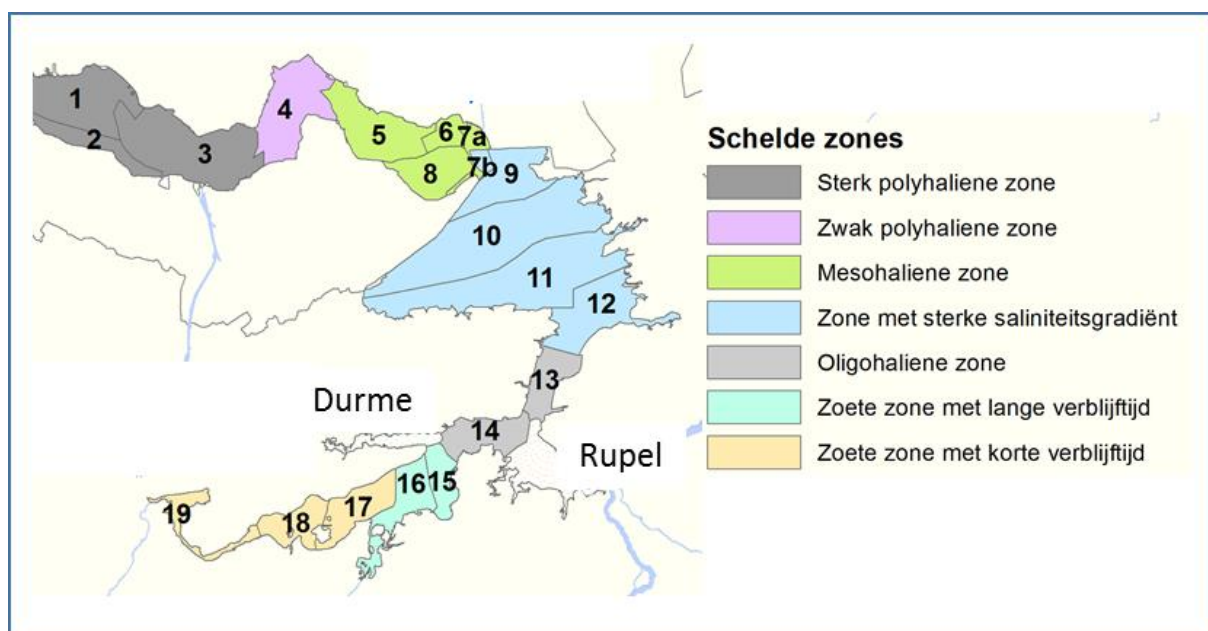 1
2
3
4
5
6
7a
7b
8
9
10
11
12
13
14
15
16
17
18
19
Durme
Rupel
Schelde zones
Sterk polyhaliene zone
Zwak polyhaliene zone
Mesohaliene zone
Zone met sterke saliniteitsgradiënt
Oligohaliene zone
Zoete zone met lange verblijftijd
Zoete zone met korte verblijftijd